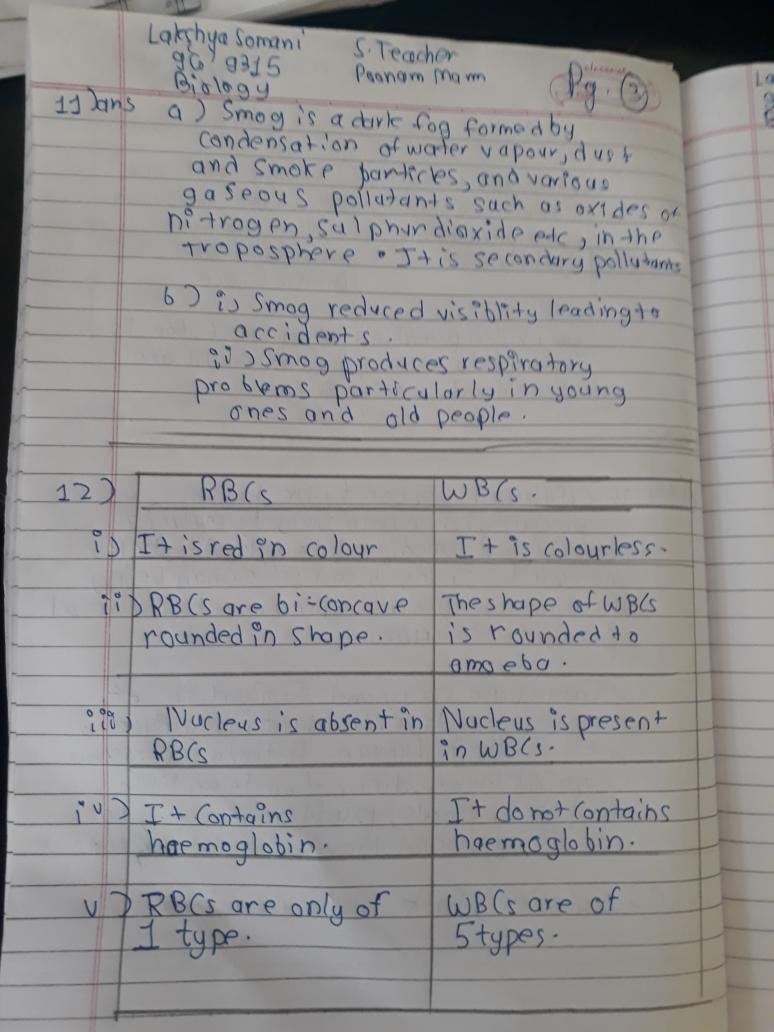 Lakshya Somani
S. Teacher
9G 9315
Poonam Mam
Biology
Pg. 3
11) ans a) Smog is a dark fog formed by
condensation of water vapour, dust
and smoke particles, and various
gaseous pollutants such as oxides of
nitrogen, sulphur dioxide etc, in the
troposphere. It is secondary pollutants
b) i) Smog reduced visiblity leading to
accidents.
ii) Smog produces respiratory
problems particularly in young
ones and old people.
12) RBCs WBCs.
i) It is red in colour It is colourless.
ii) RBCs are bi-concave The shape of WBCs
rounded in shape. is rounded to
amoeba.
iii) Nucleus is absent in Nucleus is present
RBCs in WBCs.
iv) It contains It do not contains
haemoglobin. haemoglobin.
v) RBCs are only of WBCs are of
1 type. 5 types.